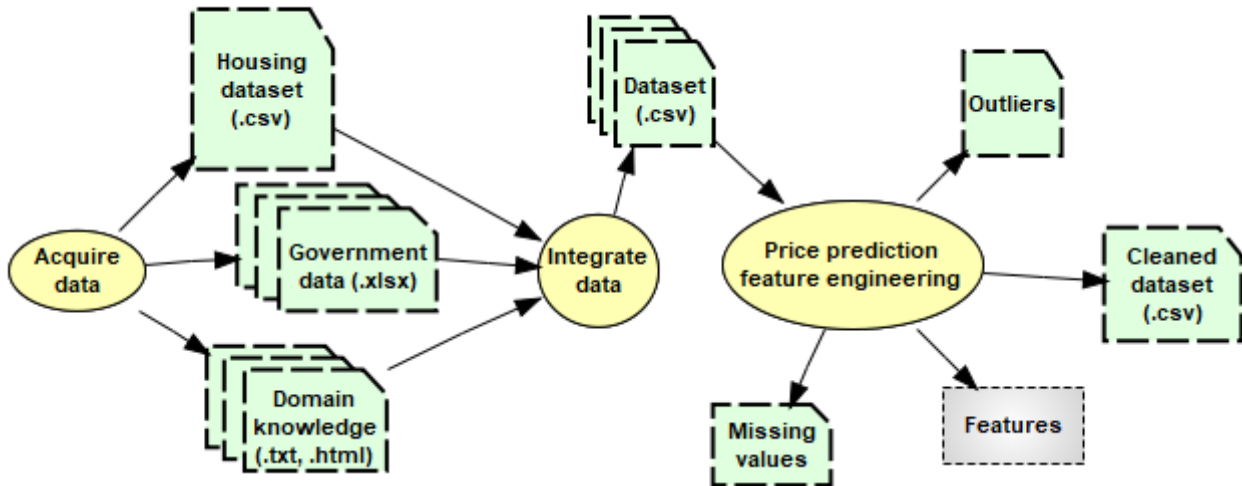 Housing
dataset
(.csv)
Dataset
(.csv)
Outliers
Acquire
data
Government
data (.xlsx)
Integrate
data
Price prediction
feature engineering
Cleaned
dataset
(.csv)
Domain
knowledge
(.txt, .html)
Missing
values
Features